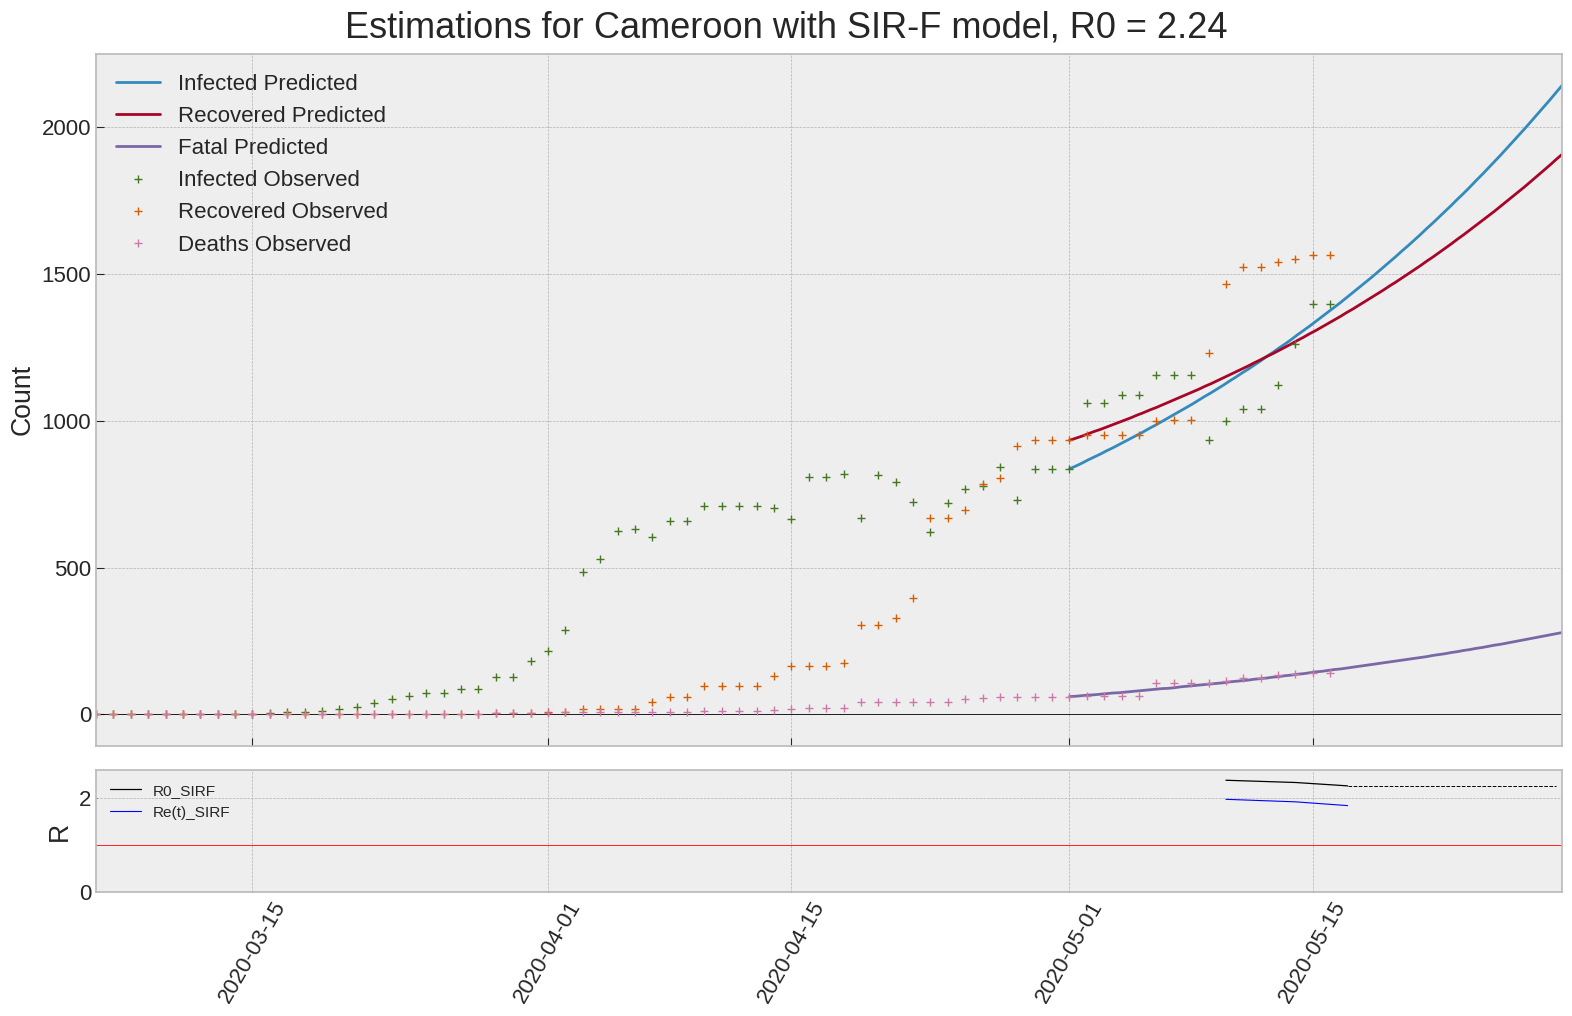 Estimations for Cameroon with SIR-F model, R0 = 2.24
Infected Predicted
Recovered Predicted
Fatal Predicted
Infected Observed
Recovered Observed
Deaths Observed
2000
1500
1000
500
0
Count
R0_SIRF
Re(t)_SIRF
2
0
R
2020-03-15
2020-04-01
2020-04-15
2020-05-01
2020-05-15